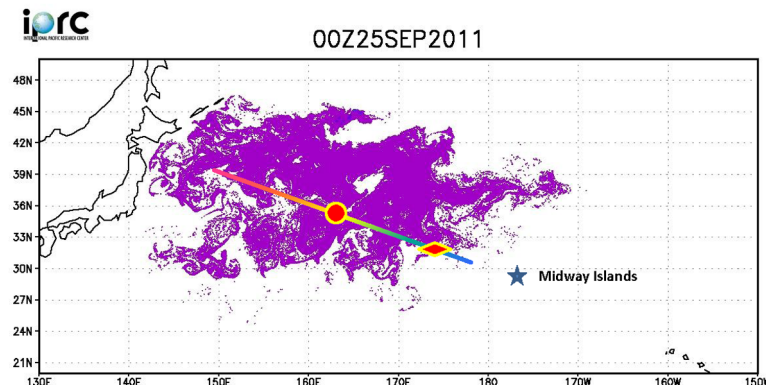 iprc
INTERNATIONAL PACIFIC RESEARCH CENTER
00Z25SEP2011
48N
45N
42N
39N
36N
33N
30N
27N
24N
21N
Midway Islands
130E 140E 150E 160E 170E 180 170W 160W 150W